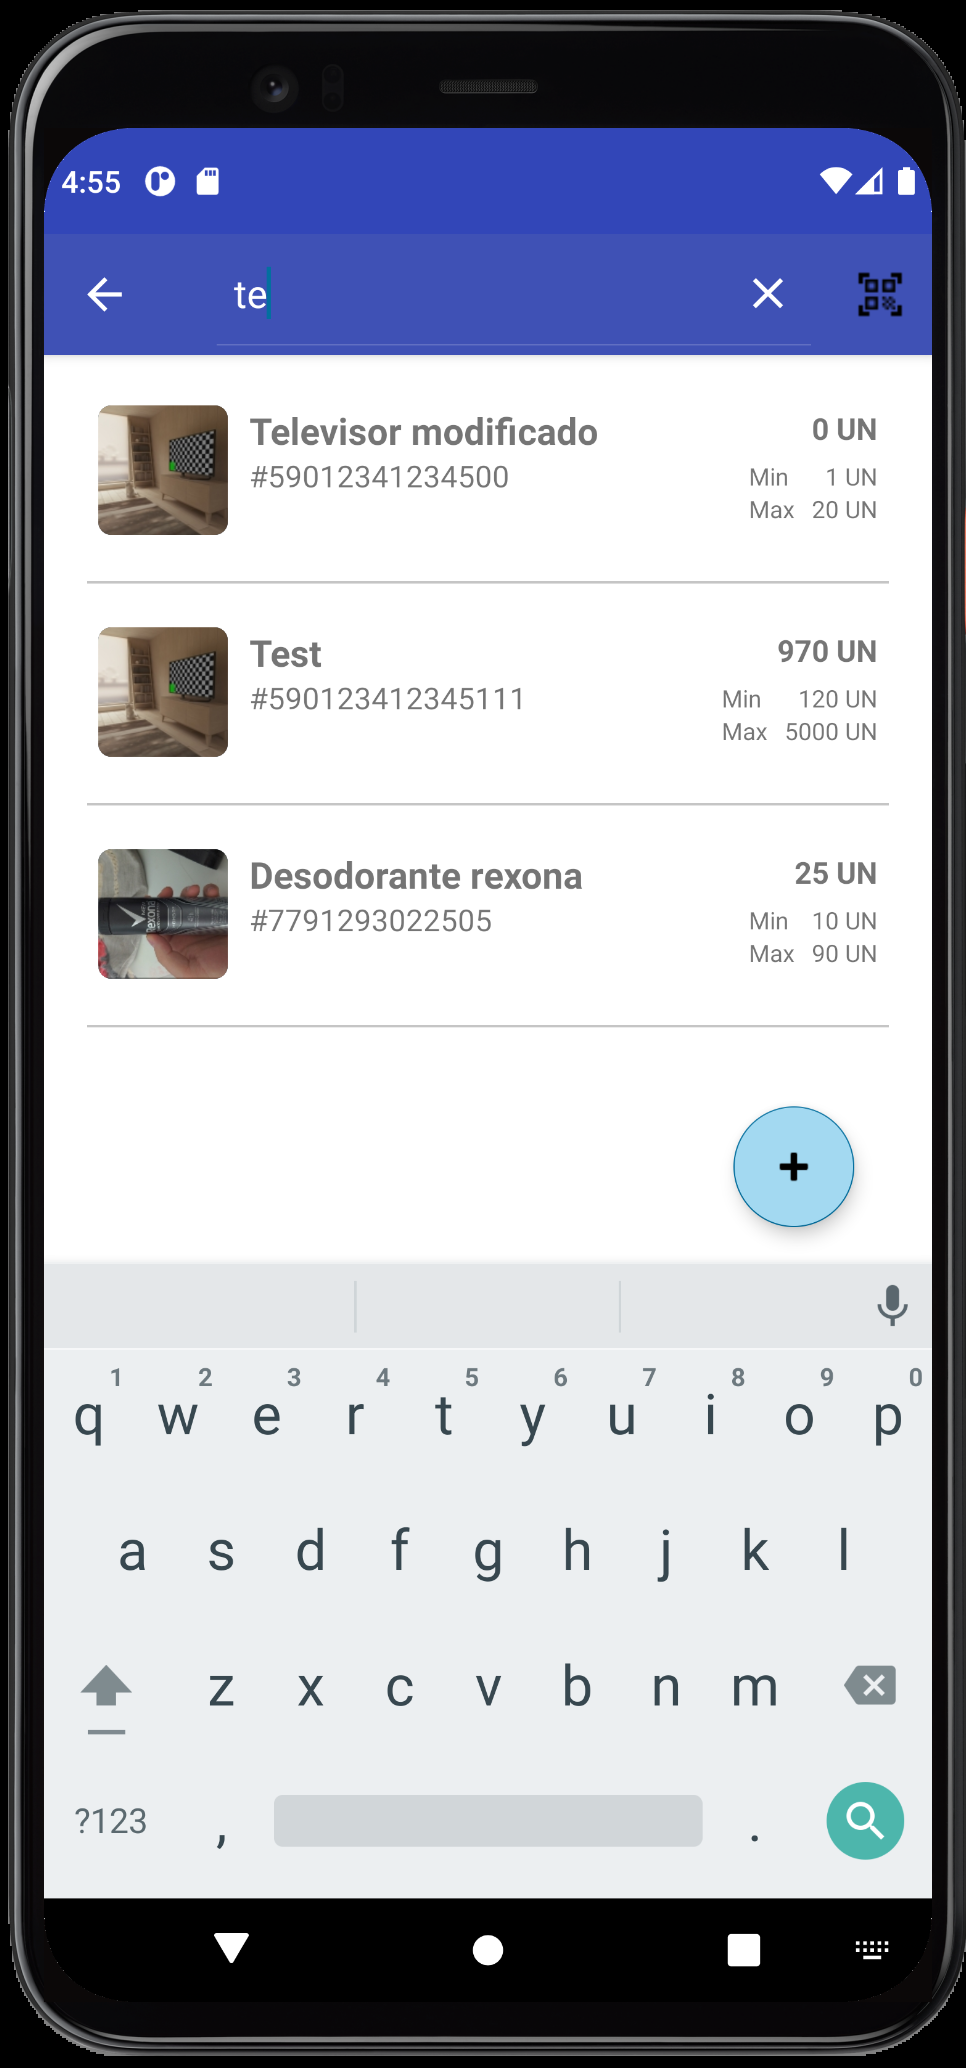 4:55
te
Televisor modificado
0 UN
#59012341234500
Min 1 UN
Max 20 UN
Test
970 UN
#590123412345111
Min 120 UN
Max 5000 UN
Desodorante rexona
25 UN
#7791293022505
Min 10 UN
Max 90 UN
rexona
1 2 3 4 5 6 7 8 9 0
q w e r t y u i o p
a s d f g h j k l
z x c v b n m
?123 , .